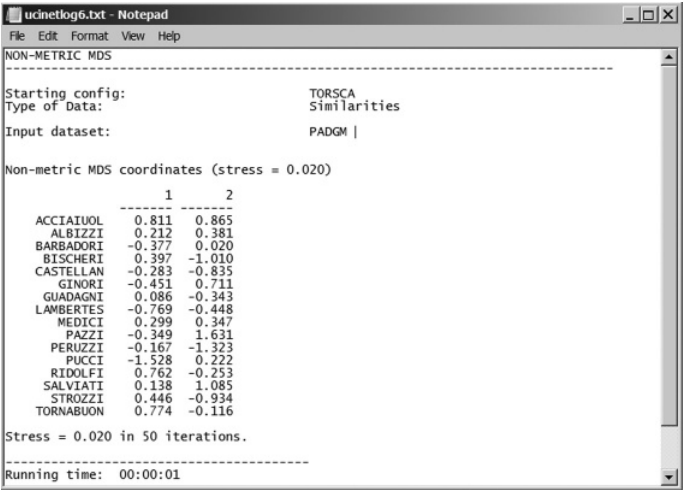 ucinetlog6.txt - Notepad
File Edit Format View Help
NON-METRIC MDS
--------------------------------------------------------------------------------
Starting config: TORSCA
Type of Data: Similarities
Input dataset: PADGM |
Non-metric MDS coordinates (stress = 0.020)
1 2
------- -------
ACCIAIUOL 0.811 0.865
ALBIZZI 0.212 0.381
BARBADORI -0.377 0.020
BISCHERI 0.397 -1.010
CASTELLAN -0.283 -0.835
GINORI -0.451 0.711
GUADAGNI 0.086 -0.343
LAMBERTES -0.769 -0.448
MEDICI 0.299 0.347
PAZZI -0.349 1.631
PERUZZI -0.167 -1.323
PUCCI -1.528 0.222
RIDOLFI 0.762 -0.253
SALVIATI 0.138 1.085
STROZZI 0.446 -0.934
TORNABUON 0.774 -0.116
Stress = 0.020 in 50 iterations.
----------------------------------------
Running time: 00:00:01